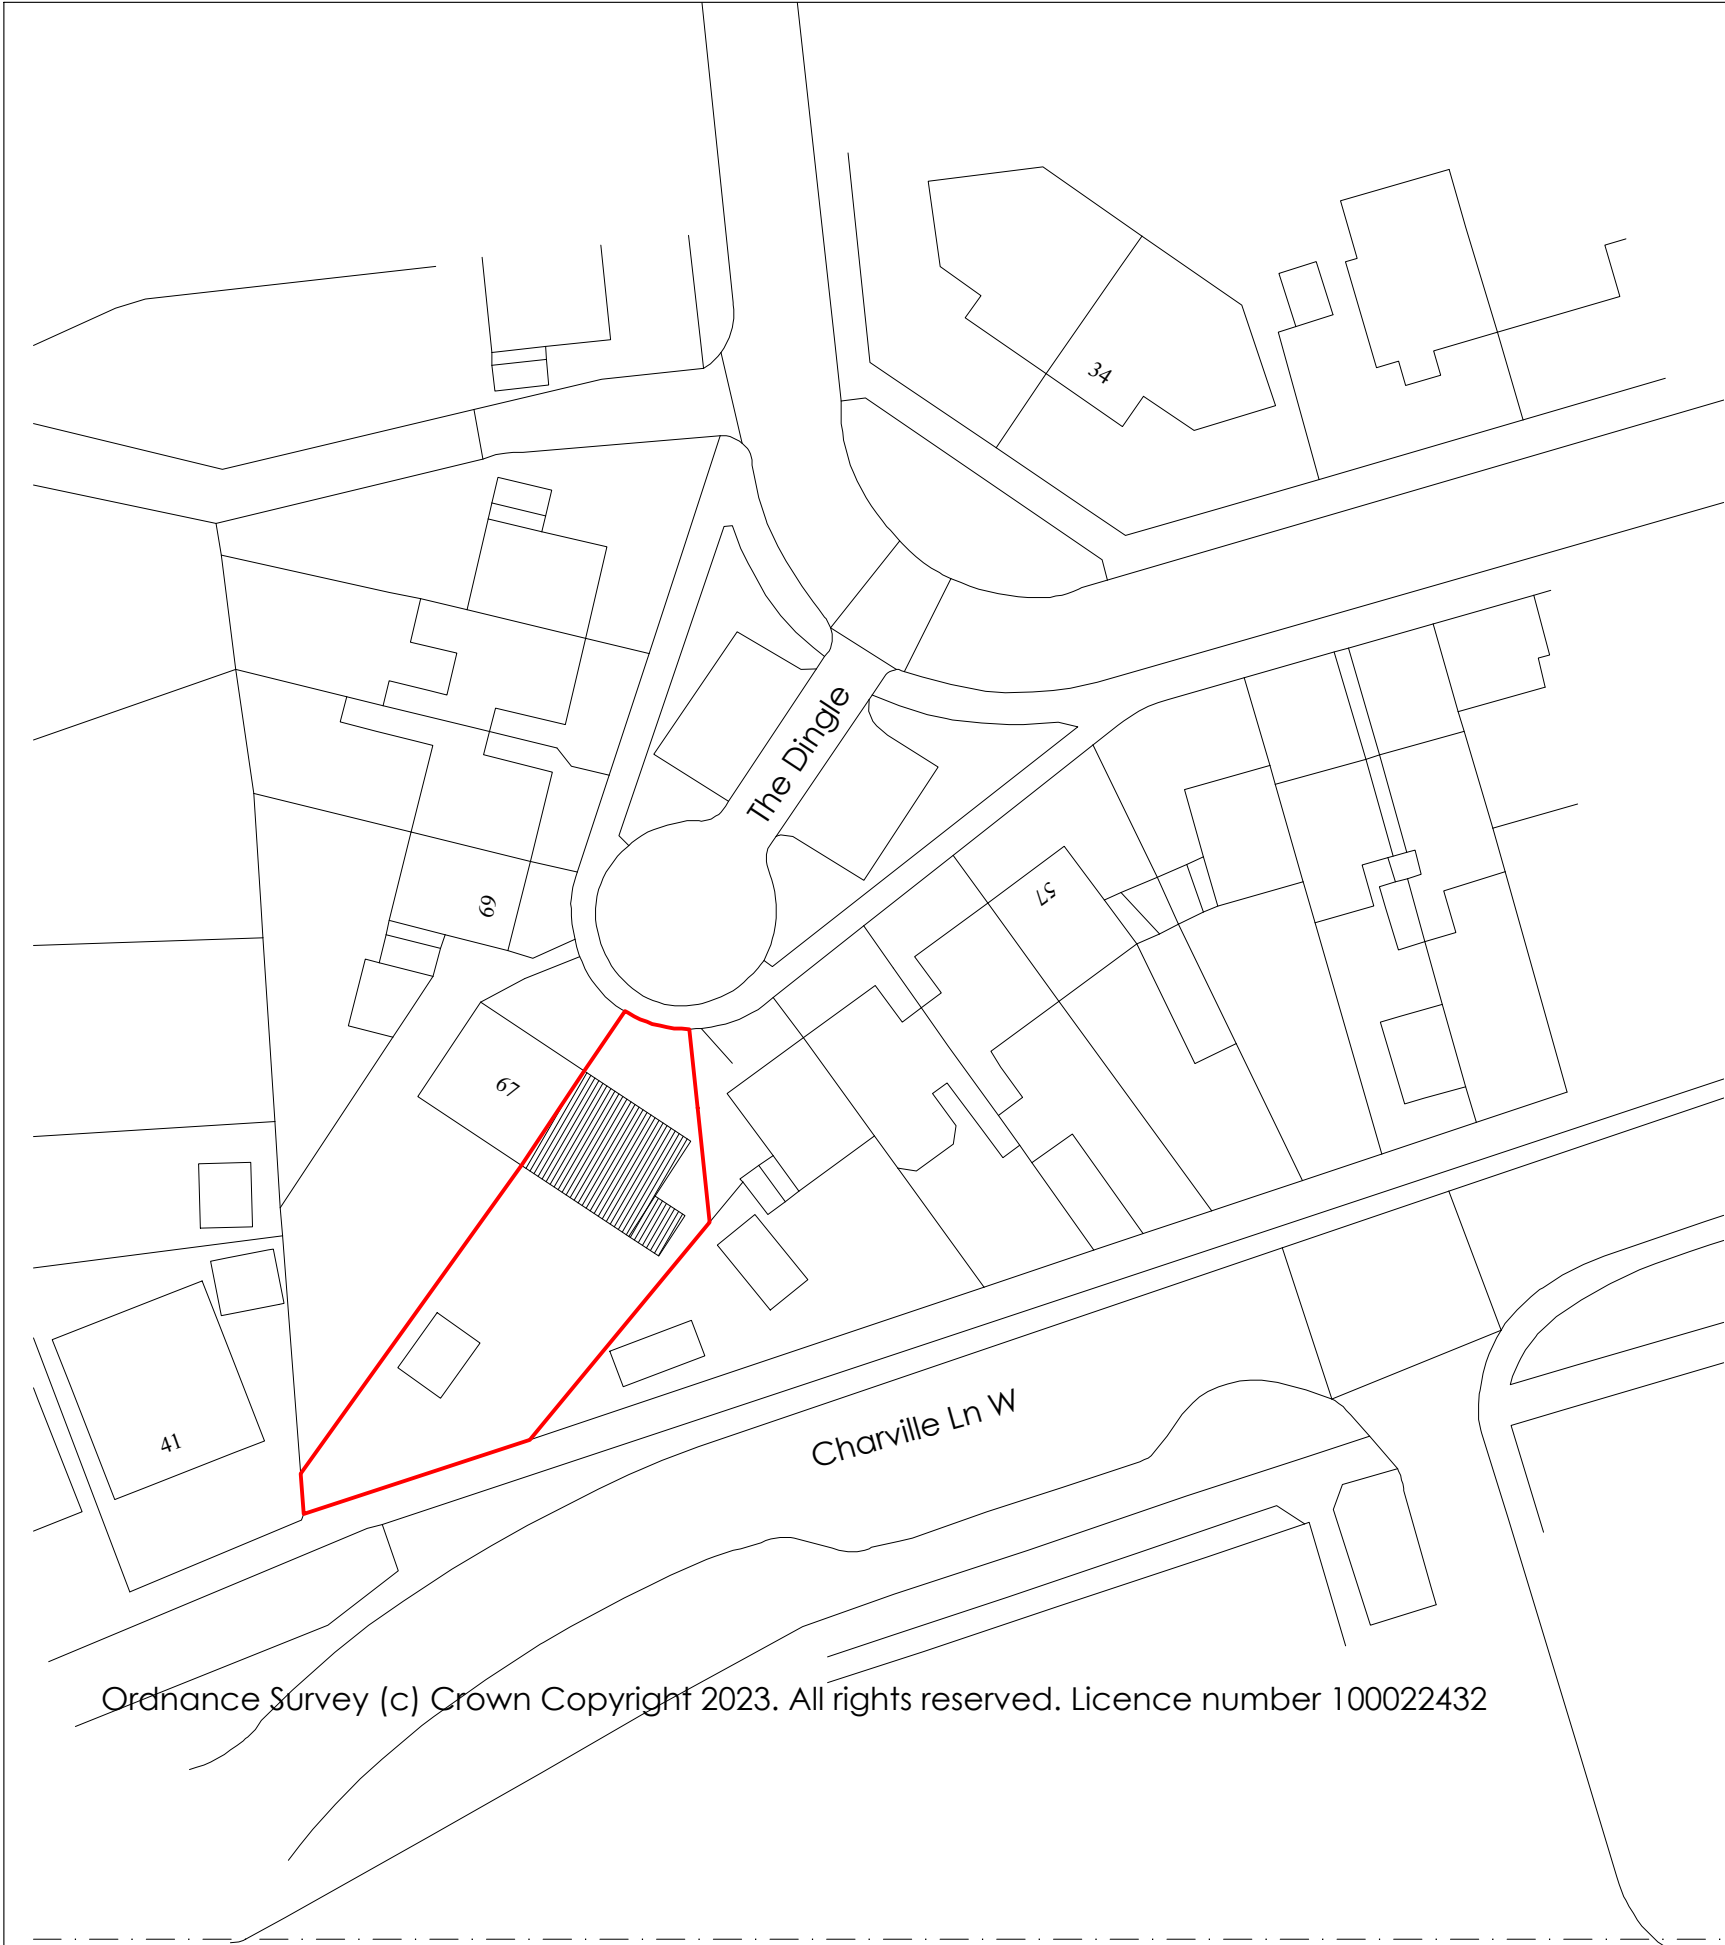 34
The Dingle
57
69
67
41
Charville Ln W
Ordnance Survey (c) Crown Copyright 2023. All rights reserved. Licence number 100022432